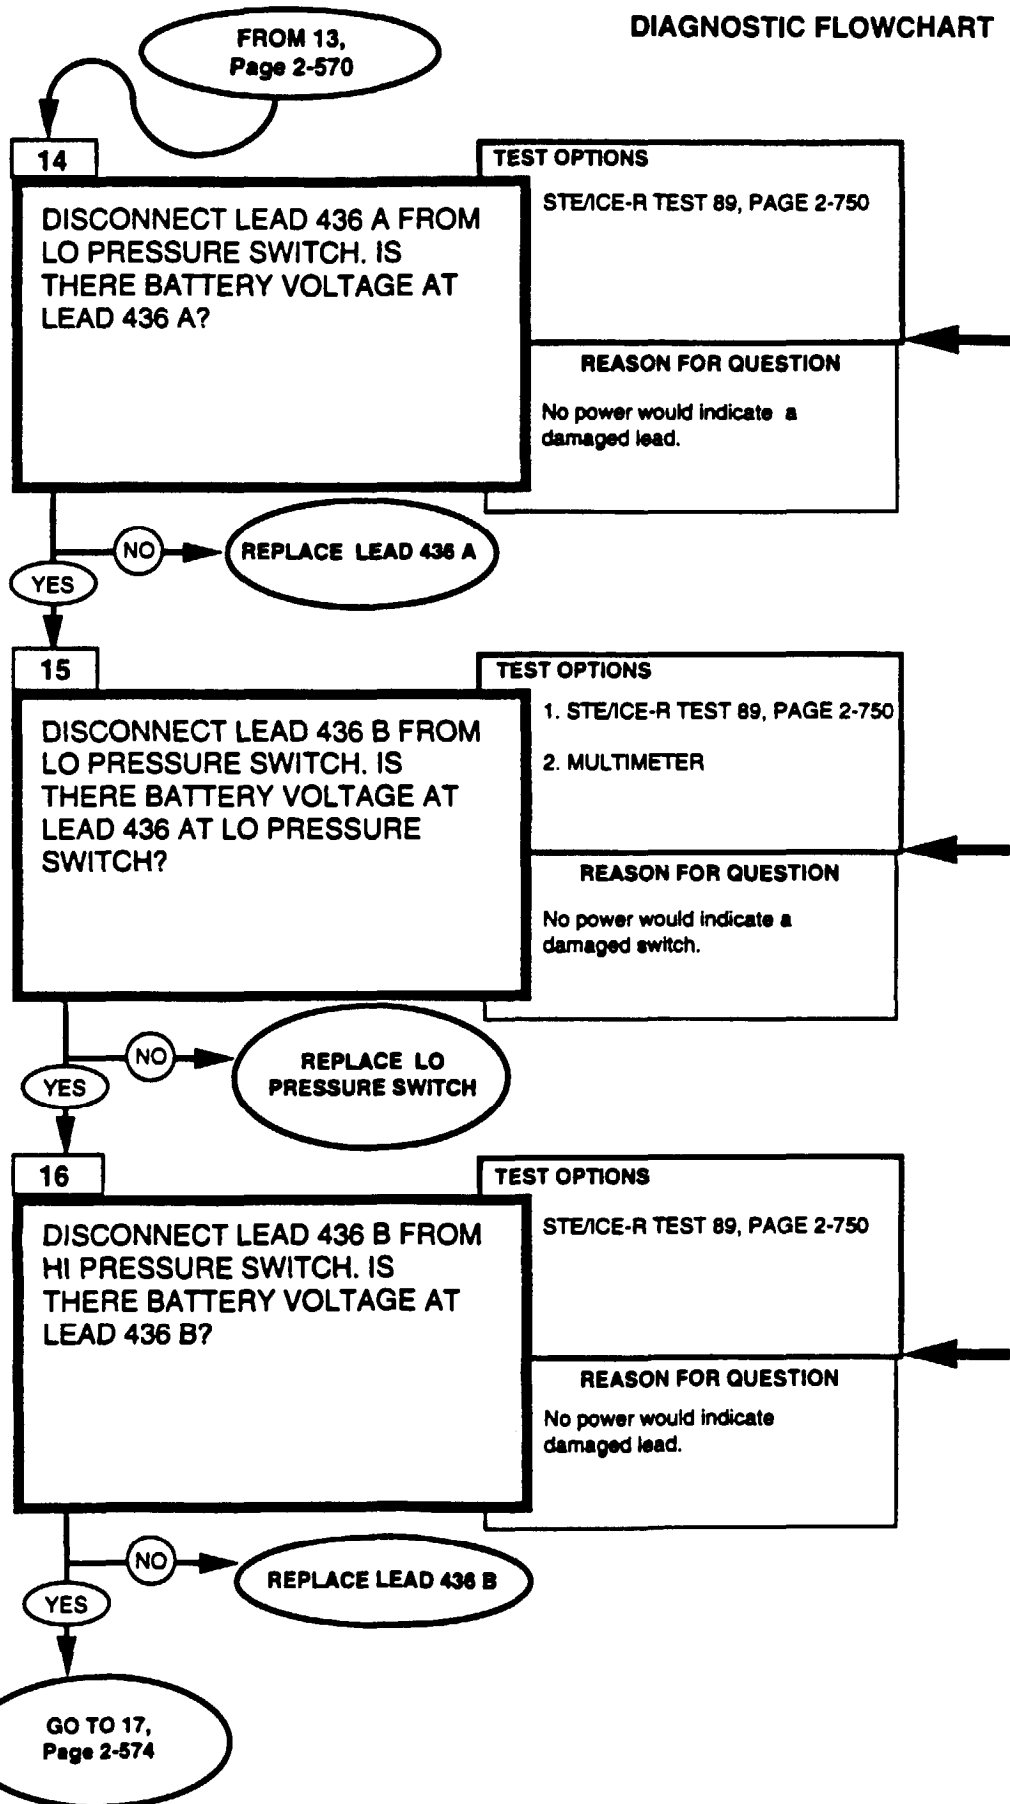 DIAGNOSTIC FLOWCHART
FROM 13,
Page 2-570
14
DISCONNECT LEAD 436 A FROM
LO PRESSURE SWITCH. IS
THERE BATTERY VOLTAGE AT
LEAD 436 A?
TEST OPTIONS
STE/ICE-R TEST 89, PAGE 2-750
REASON FOR QUESTION
No power would indicate a
damaged lead.
NO
REPLACE LEAD 436 A
YES
15
DISCONNECT LEAD 436 B FROM
LO PRESSURE SWITCH. IS
THERE BATTERY VOLTAGE AT
LEAD 436 AT LO PRESSURE
SWITCH?
TEST OPTIONS
1. STE/ICE-R TEST 89, PAGE 2-750
2. MULTIMETER
REASON FOR QUESTION
No power would indicate a
damaged switch.
NO
REPLACE LO
PRESSURE SWITCH
YES
16
DISCONNECT LEAD 436 B FROM
HI PRESSURE SWITCH. IS
THERE BATTERY VOLTAGE AT
LEAD 436 B?
TEST OPTIONS
STE/ICE-R TEST 89, PAGE 2-750
REASON FOR QUESTION
No power would indicate
damaged lead.
NO
REPLACE LEAD 436 B
YES
GO TO 17,
Page 2-574